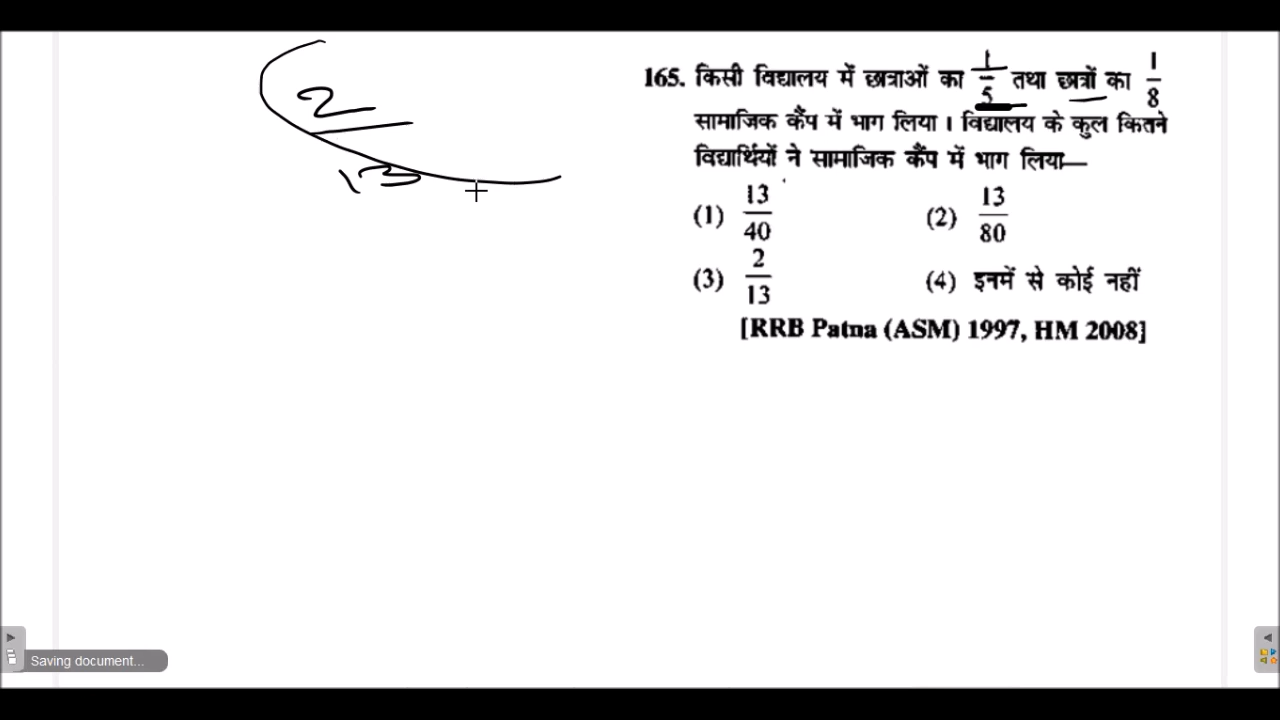 2
13
165. किसी विद्यालय में छात्राओं का 1/5 तथा छात्रों का 1/8
सामाजिक कैंप में भाग लिया । विद्यालय के कुल कितने
विद्यार्थियों ने सामाजिक कैंप में भाग लिया—
(1) 13/40 (2) 13/80
(3) 2/13 (4) इनमें से कोई नहीं
[RRB Patna (ASM) 1997, HM 2008]
Saving document...